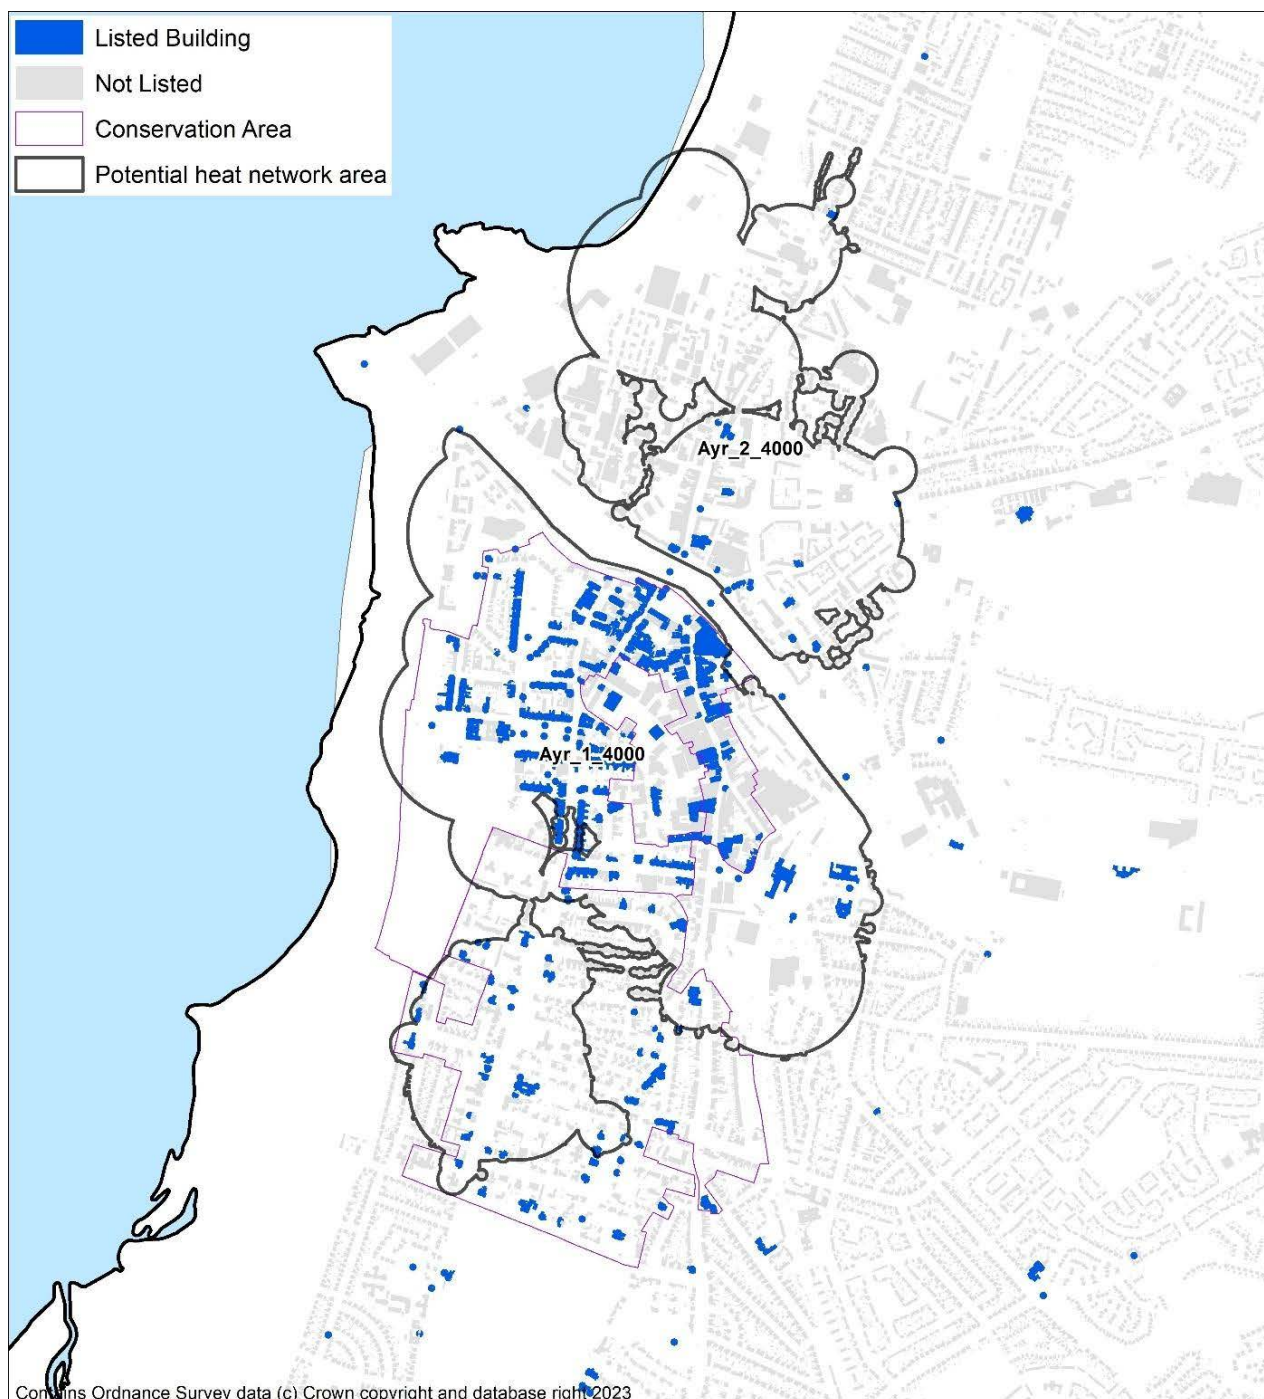 Listed Building
Not Listed
Conservation Area
Potential heat network area
Ayr_2_4000
Ayr_1_4000
Contains Ordnance Survey data (c) Crown copyright and database right 2023